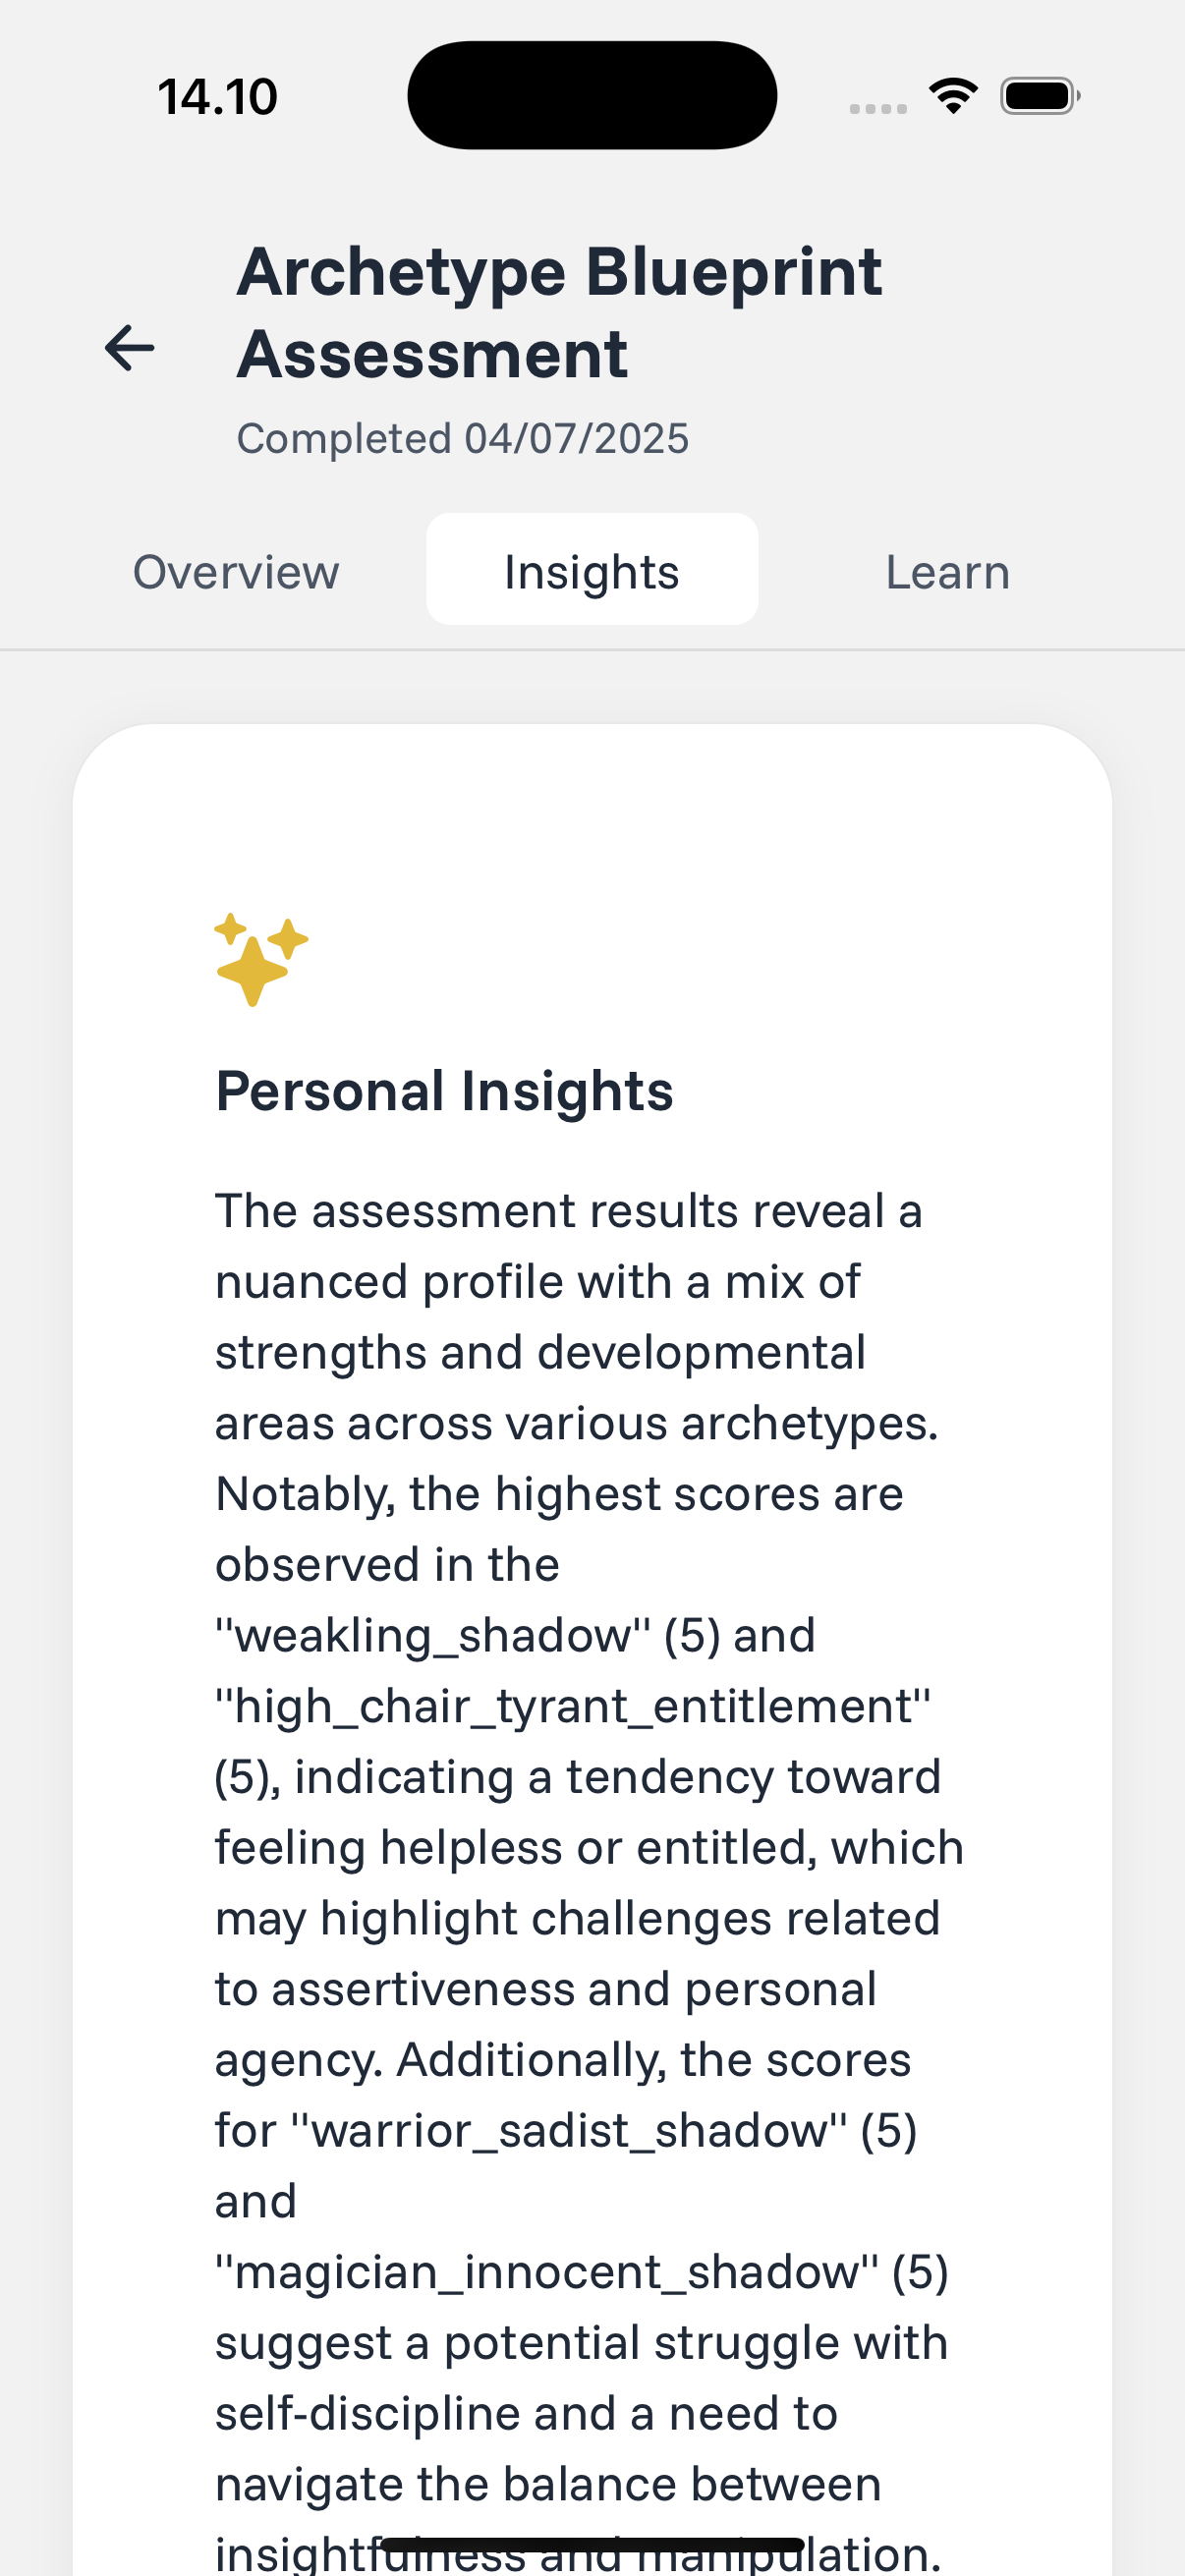 14.10
Archetype Blueprint
Assessment
Completed 04/07/2025
Overview Insights Learn
Personal Insights
The assessment results reveal a
nuanced profile with a mix of
strengths and developmental
areas across various archetypes.
Notably, the highest scores are
observed in the
"weakling_shadow" (5) and
"high_chair_tyrant_entitlement"
(5), indicating a tendency toward
feeling helpless or entitled, which
may highlight challenges related
to assertiveness and personal
agency. Additionally, the scores
for "warrior_sadist_shadow" (5)
and
"magician_innocent_shadow" (5)
suggest a potential struggle with
self-discipline and a need to
navigate the balance between
insightfulness and manipulation.